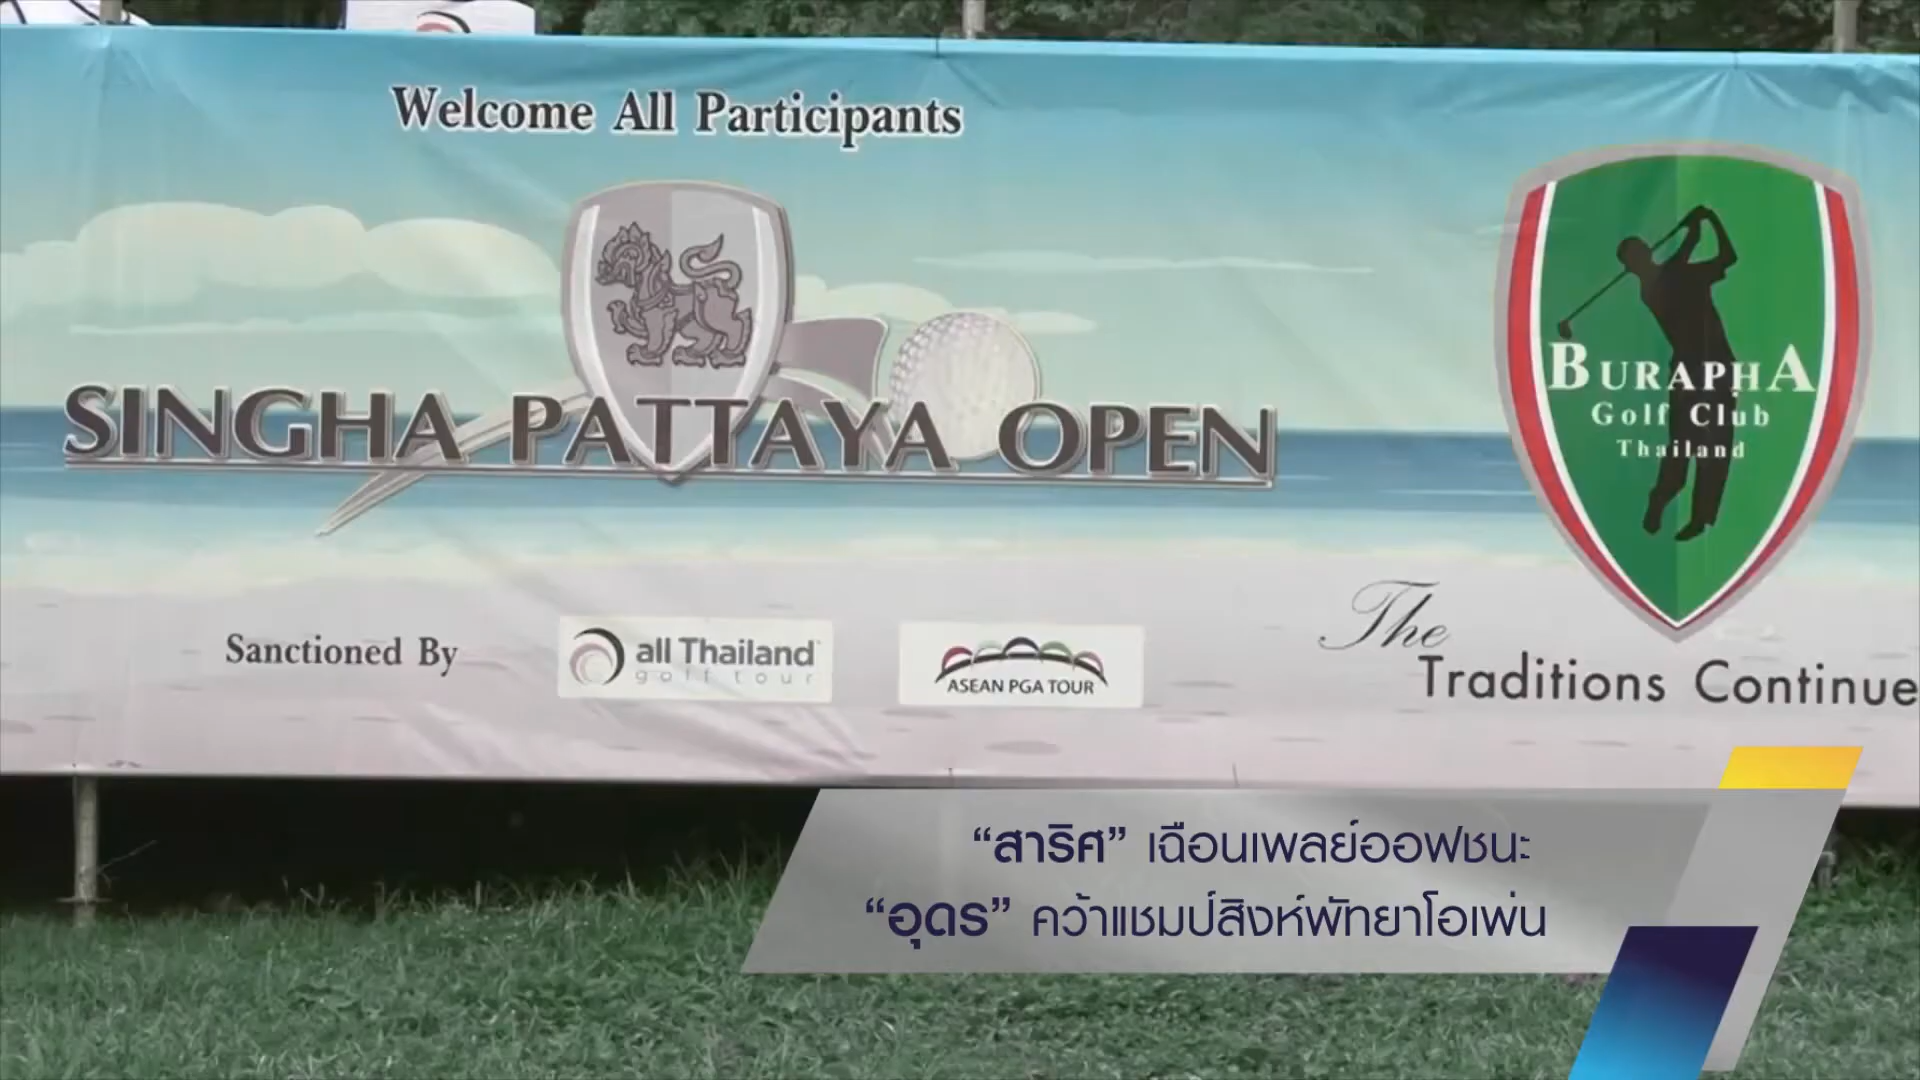 Welcome All Participants
SINGHA PATTAYA OPEN
BURAPHA
Golf Club
Thailand
The
Traditions Continue
Sanctioned By
all Thailand
golf tour
ASEAN PGA TOUR
“สาริศ” เฉือนเพลย์ออฟชนะ
“อุดร” คว้าแชมป์สิงห์พัทยาโอเพ่น